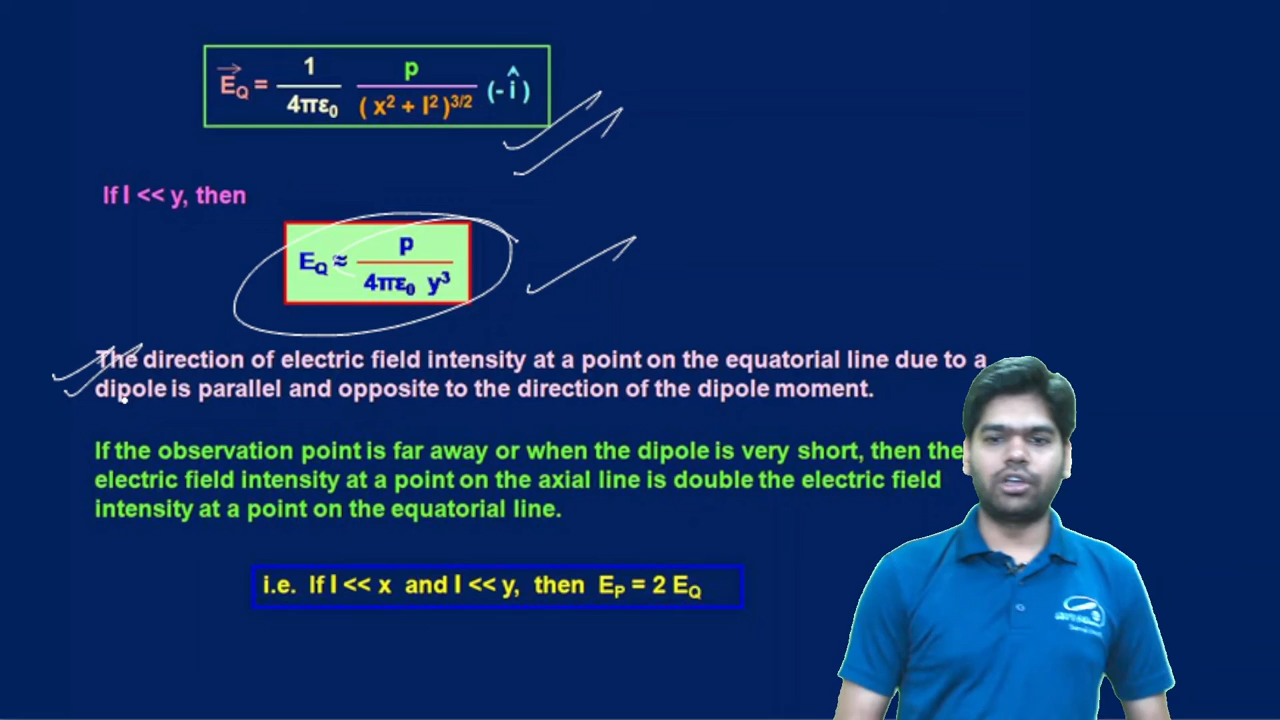 E⃗Q = 1 / 4πε₀ p / ( x² + l² )³ᐟ² (- î )
If l << y, then
EQ ≈ p / 4πε₀ y³
The direction of electric field intensity at a point on the equatorial line due to a
dipole is parallel and opposite to the direction of the dipole moment.
If the observation point is far away or when the dipole is very short, then the
electric field intensity at a point on the axial line is double the electric field
intensity at a point on the equatorial line.
i.e. If l << x and l << y, then EP = 2 EQ